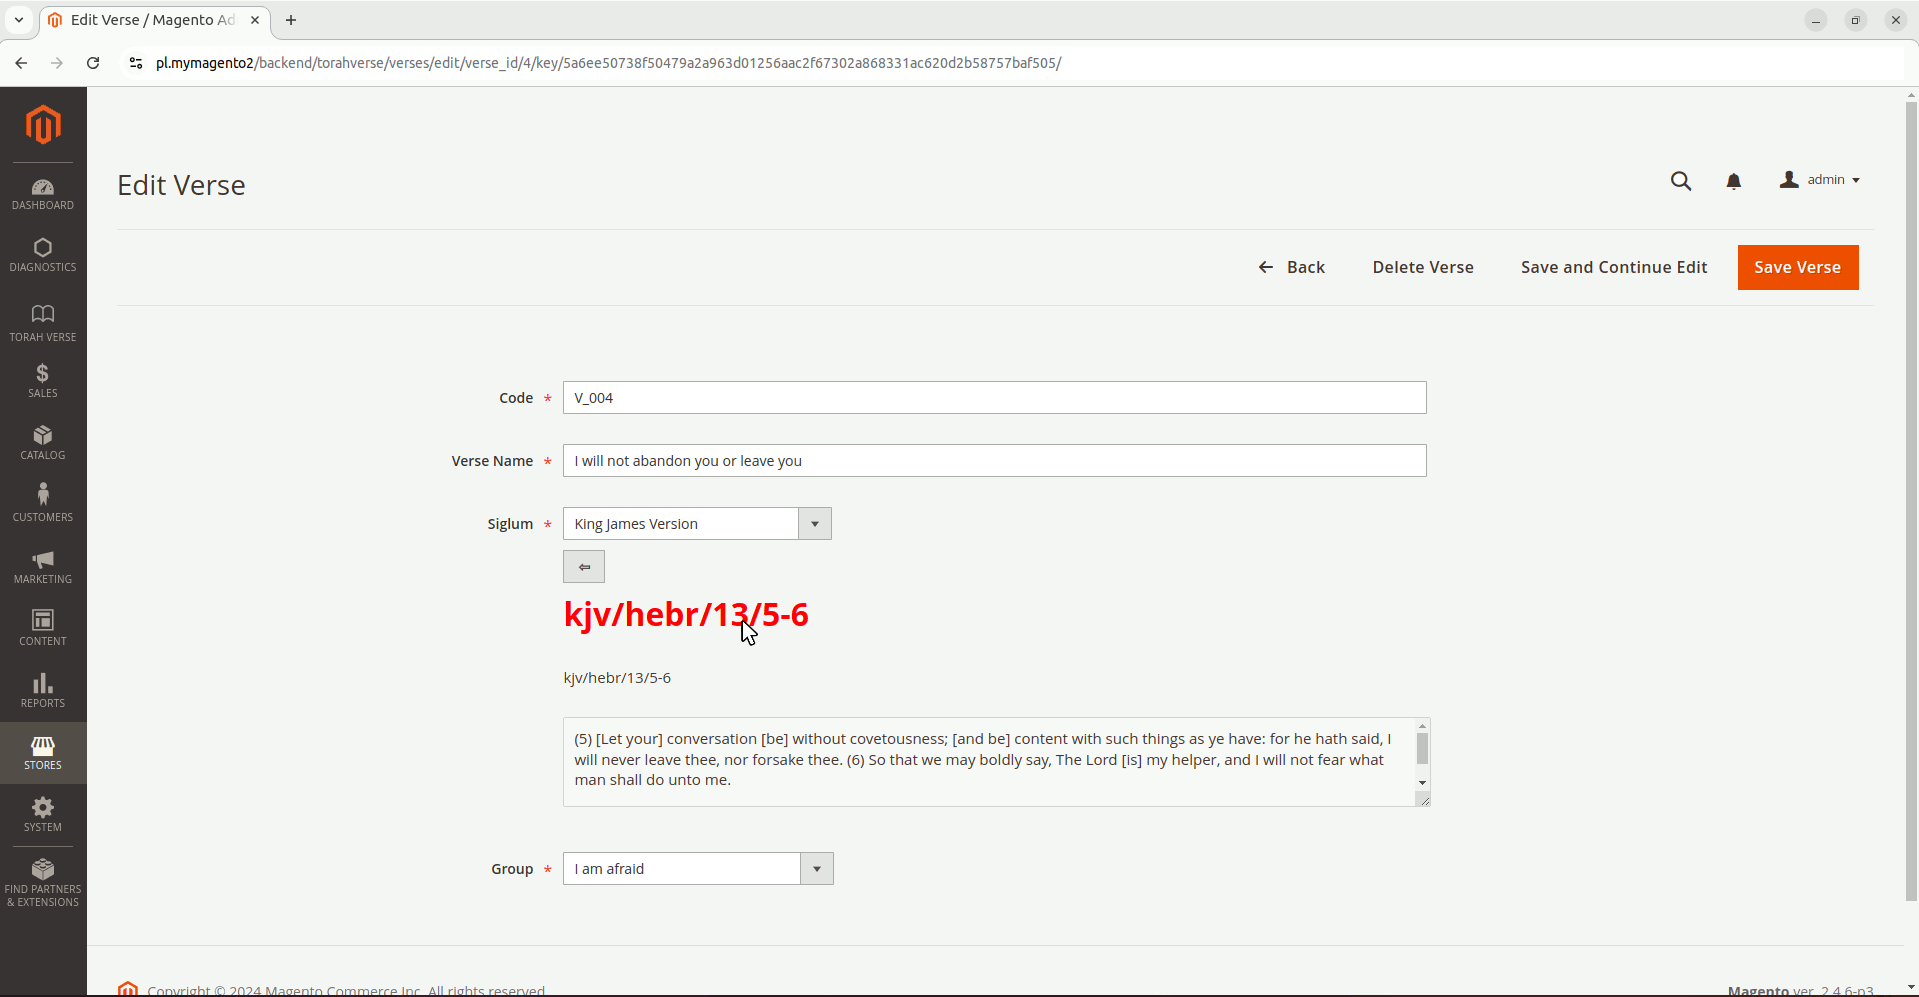 Edit Verse / Magento Ad
pl.mymagento2/backend/torahverse/verses/edit/verse_id/4/key/5a6ee50738f50479a2a963d01256aac2f67302a868331ac620d2b58757baf505/
DASHBOARD
DIAGNOSTICS
TORAH VERSE
SALES
CATALOG
CUSTOMERS
MARKETING
CONTENT
REPORTS
STORES
SYSTEM
FIND PARTNERS
& EXTENSIONS
Edit Verse
admin
Back
Delete Verse
Save and Continue Edit
Save Verse
Code *
V_004
Verse Name *
I will not abandon you or leave you
Siglum *
King James Version
⇦
kjv/hebr/13/5-6
kjv/hebr/13/5-6
(5) [Let your] conversation [be] without covetousness; [and be] content with such things as ye have: for he hath said, I
will never leave thee, nor forsake thee. (6) So that we may boldly say, The Lord [is] my helper, and I will not fear what
man shall do unto me.
Group *
I am afraid
Copyright © 2024 Magento Commerce Inc. All rights reserved.
Magento ver. 2.4.6-p3